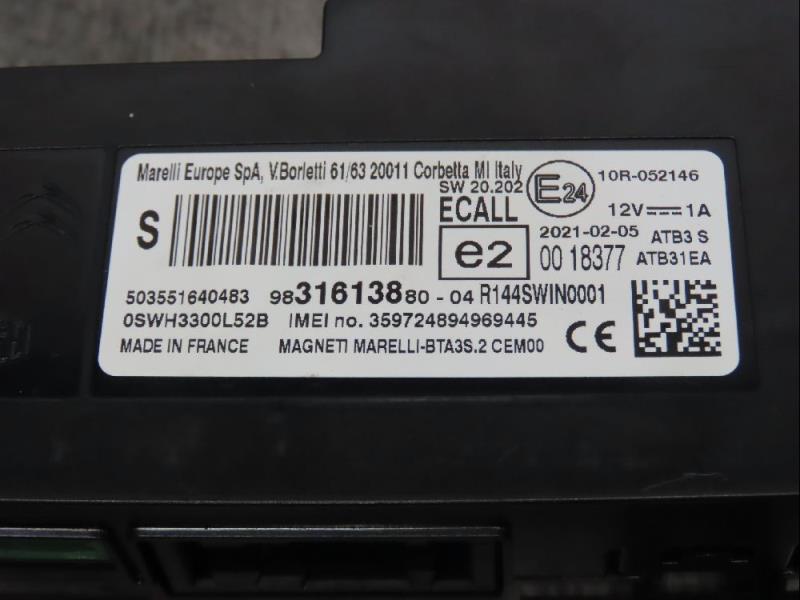 Marelli Europe SpA, V.Borletti 61/63 20011 Corbetta MI Italy
SW 20.202
E24
10R-052146
S
ECALL
12V 1A
e2
2021-02-05
ATB3 S
00 18377
ATB31EA
503551640483
9831613880 - 04 R144SWIN0001
0SWH3300L52B
IMEI no. 359724894969445
MADE IN FRANCE
MAGNETI MARELLI-BTA3S.2 CEM00
CE